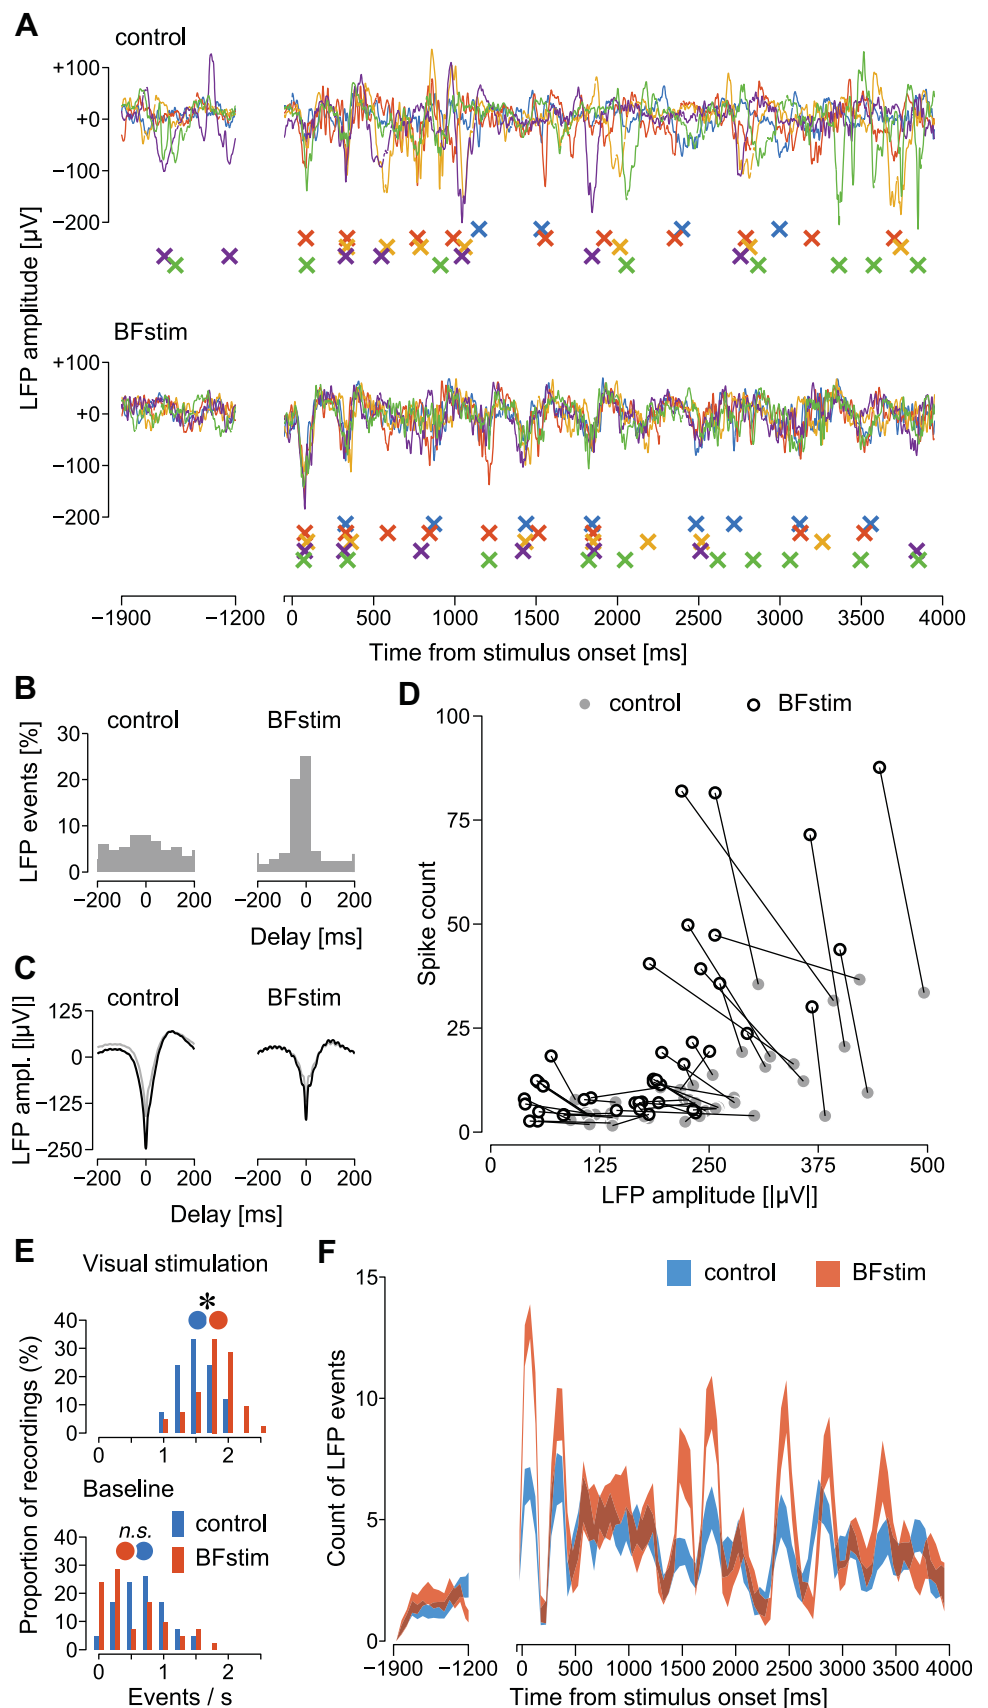 A
control
+100
+0
−100
−200
LFP amplitude [µV]
BFstim
+100
+0
−100
−200
−1900 −1200 0 500 1000 1500 2000 2500 3000 3500 4000
Time from stimulus onset [ms]
B
control BFstim
30
20
10
0
LFP events [%]
−200 0 200 −200 0 200
Delay [ms]
C
control BFstim
125
0
−125
−250
LFP ampl. [|µV|]
−200 0 200 −200 0 200
Delay [ms]
D
control BFstim
100
75
50
25
0
Spike count
0 125 250 375 500
LFP amplitude [|µV|]
E
Visual stimulation
*
40
30
20
10
0
0 1 2
Proportion of recordings (%)
Baseline
n.s.
control
BFstim
40
30
20
10
0
0 1 2
Events / s
F
control BFstim
15
10
5
0
Count of LFP events
−1900 −1200 0 500 1000 1500 2000 2500 3000 3500 4000
Time from stimulus onset [ms]